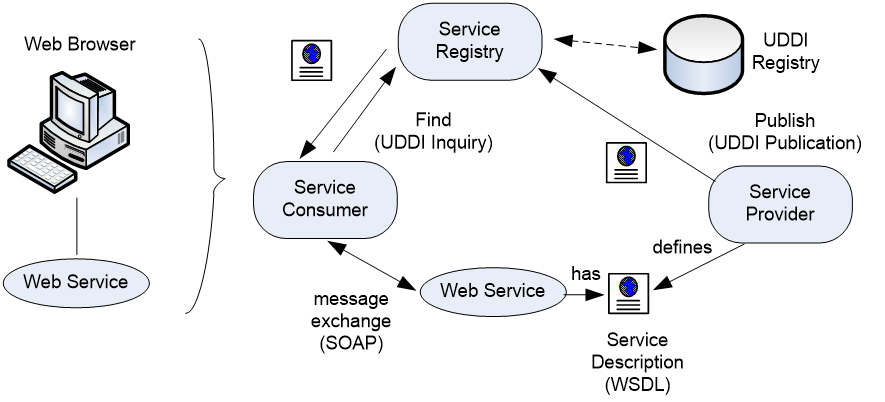 Web Browser
Web Service
Service
Registry
UDDI
Registry
Find
(UDDI Inquiry)
Publish
(UDDI Publication)
Service
Consumer
Service
Provider
defines
message
exchange
(SOAP)
Web Service
has
Service
Description
(WSDL)